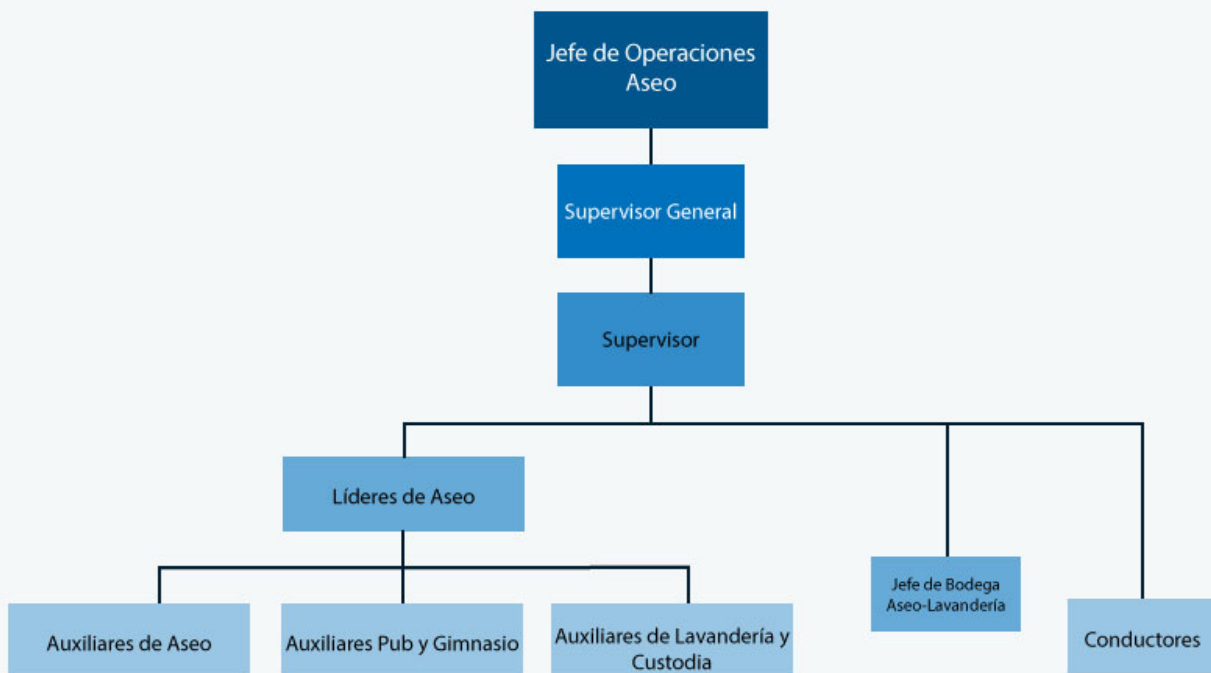 Jefe de Operaciones
Aseo
Supervisor General
Supervisor
Líderes de Aseo
Jefe de Bodega
Aseo-Lavandería
Auxiliares de Aseo
Auxiliares Pub y Gimnasio
Auxiliares de Lavandería y
Custodia
Conductores